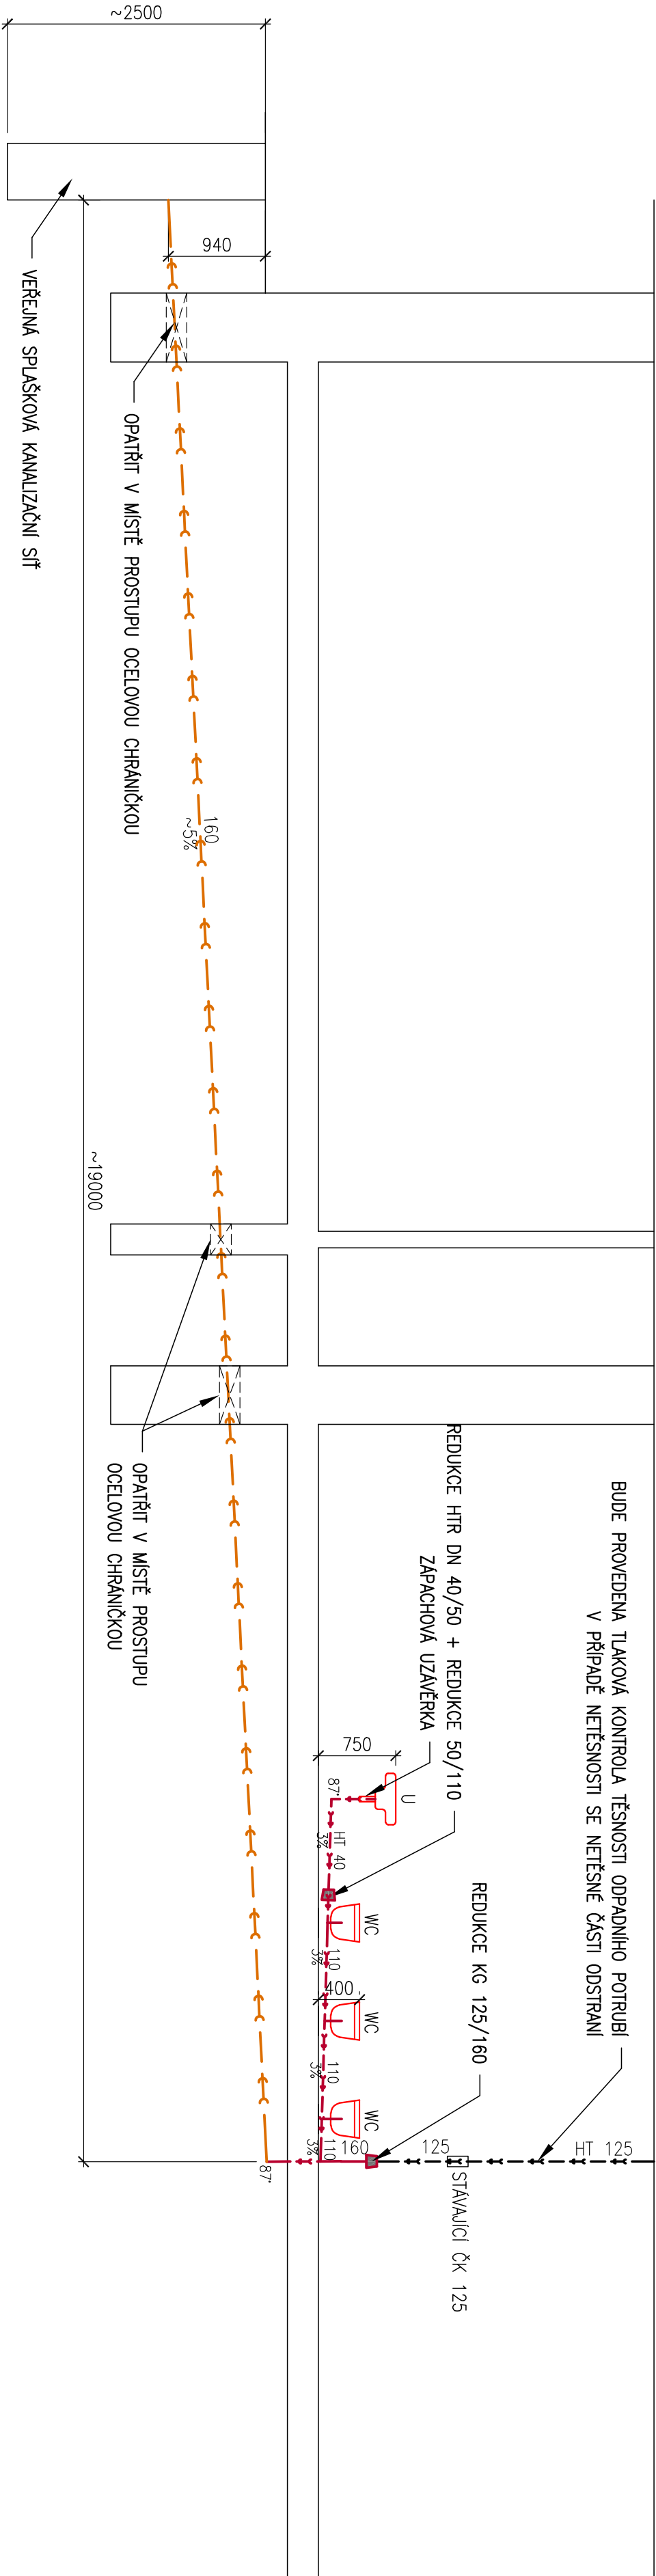 ~2500
940
VEŘEJNÁ SPLAŠKOVÁ KANALIZAČNÍ SÍŤ
OPATŘIT V MÍSTĚ PROSTUPU OCELOVOU CHRÁNIČKOU
160
~5%
~19000
OPATŘIT V MÍSTĚ PROSTUPU
OCELOVOU CHRÁNIČKOU
BUDE PROVEDENA TLAKOVÁ KONTROLA TĚSNOSTI ODPADNÍHO POTRUBÍ
V PŘÍPADĚ NETĚSNOSTI SE NETĚSNÉ ČÁSTI ODSTRANÍ
REDUKCE HTR DN 40/50 + REDUKCE 50/110
ZÁPACHOVÁ UZÁVĚRKA
REDUKCE KG 125/160
750
U
87°
HT 40
3%
WC
110
3%
400
WC
110
3%
WC
110
3%
160
125
HT 125
STÁVAJÍCÍ ČK 125
87°